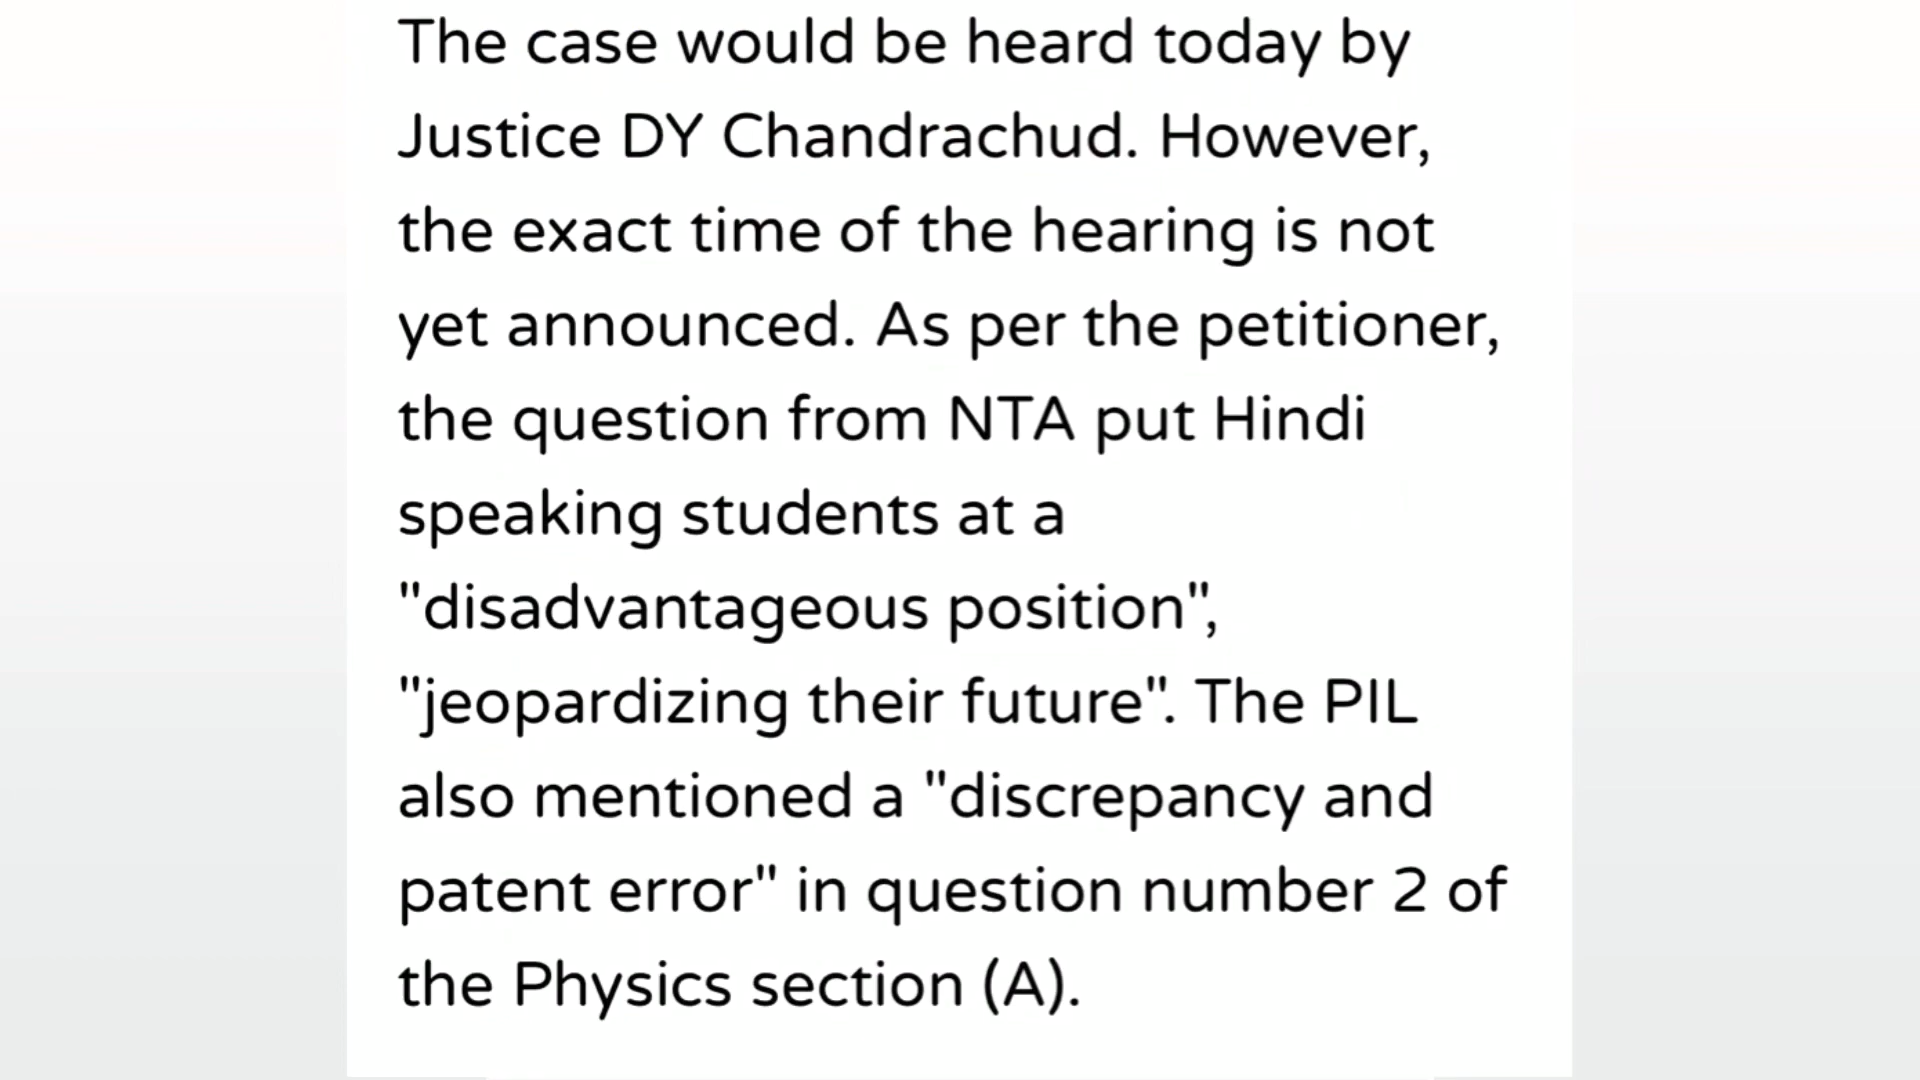 The case would be heard today by
Justice DY Chandrachud. However,
the exact time of the hearing is not
yet announced. As per the petitioner,
the question from NTA put Hindi
speaking students at a
"disadvantageous position",
"jeopardizing their future". The PIL
also mentioned a "discrepancy and
patent error" in question number 2 of
the Physics section (A).